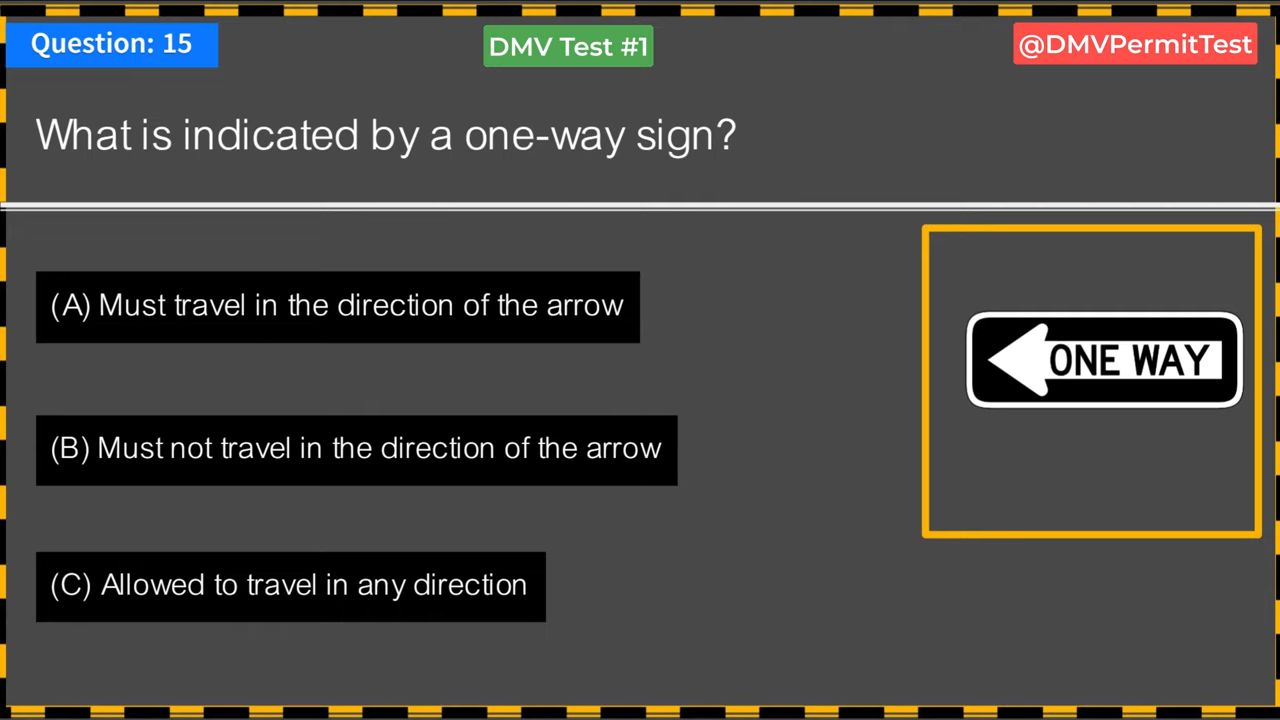 Question: 15
DMV Test #1
@DMVPermitTest
What is indicated by a one-way sign?
(A) Must travel in the direction of the arrow
ONE WAY
(B) Must not travel in the direction of the arrow
(C) Allowed to travel in any direction